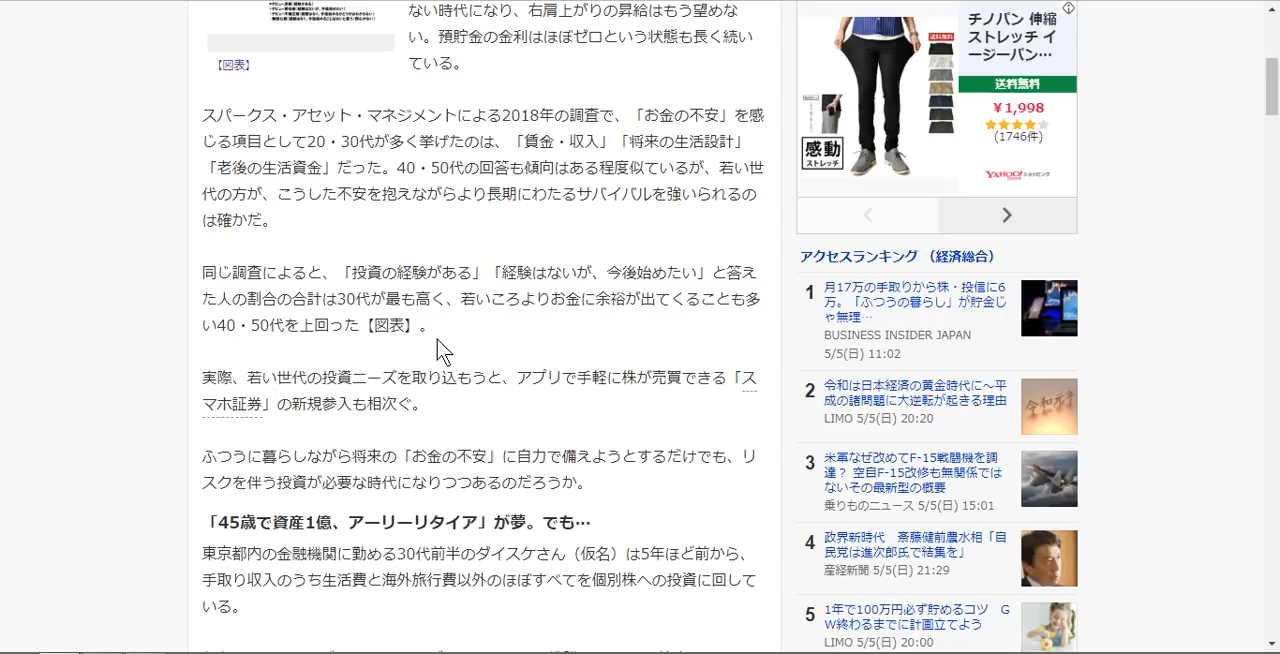 ない時代になり、右肩上がりの昇給はもう望めな
い。預貯金の金利はほぼゼロという状態も長く続い
ている。
【図表】
スパークス・アセット・マネジメントによる2018年の調査で、「お金の不安」を感
じる項目として20・30代が多く挙げたのは、「賃金・収入」「将来の生活設計」
「老後の生活資金」だった。40・50代の回答も傾向はある程度似ているが、若い世
代の方が、こうした不安を抱えながらより長期にわたるサバイバルを強いられるの
は確かだ。
同じ調査によると、「投資の経験がある」「経験はないが、今後始めたい」と答え
た人の割合の合計は30代が最も高く、若いころよりお金に余裕が出てくることも多
い40・50代を上回った【図表】。
実際、若い世代の投資ニーズを取り込もうと、アプリで手軽に株が売買できる「ス
マホ証券」の新規参入も相次ぐ。
ふつうに暮らしながら将来の「お金の不安」に自力で備えようとするだけでも、リ
スクを伴う投資が必要な時代になりつつあるのだろうか。
「45歳で資産1億、アーリーリタイア」が夢。でも…
東京都内の金融機関に勤める30代前半のダイスケさん（仮名）は5年ほど前から、
手取り収入のうち生活費と海外旅行費以外のほぼすべてを個別株への投資に回して
いる。
チノパン 伸縮
ストレッチ イ
ージーパン…
送料無料
送料無料
￥1,998
(1746件)
感動
ストレッチ
YAHOO!ショッピング
アクセスランキング （経済総合）
1
月17万の手取りから株・投信に6
万。「ふつうの暮らし」が貯金じ
ゃ無理…
BUSINESS INSIDER JAPAN
5/5(日) 11:02
2
令和は日本経済の黄金時代に～平
成の諸問題に大逆転が起きる理由
LIMO 5/5(日) 20:20
令和元年
3
米軍なぜ改めてF-15戦闘機を調
達？ 空自F-15改修も無関係では
ないその最新型の概要
乗りものニュース 5/5(日) 15:01
4
政界新時代 斎藤健前農水相「自
民党は進次郎氏で結集を」
産経新聞 5/5(日) 21:29
5
1年で100万円必ず貯めるコツ G
W終わるまでに計画立てよう
LIMO 5/5(日) 20:00